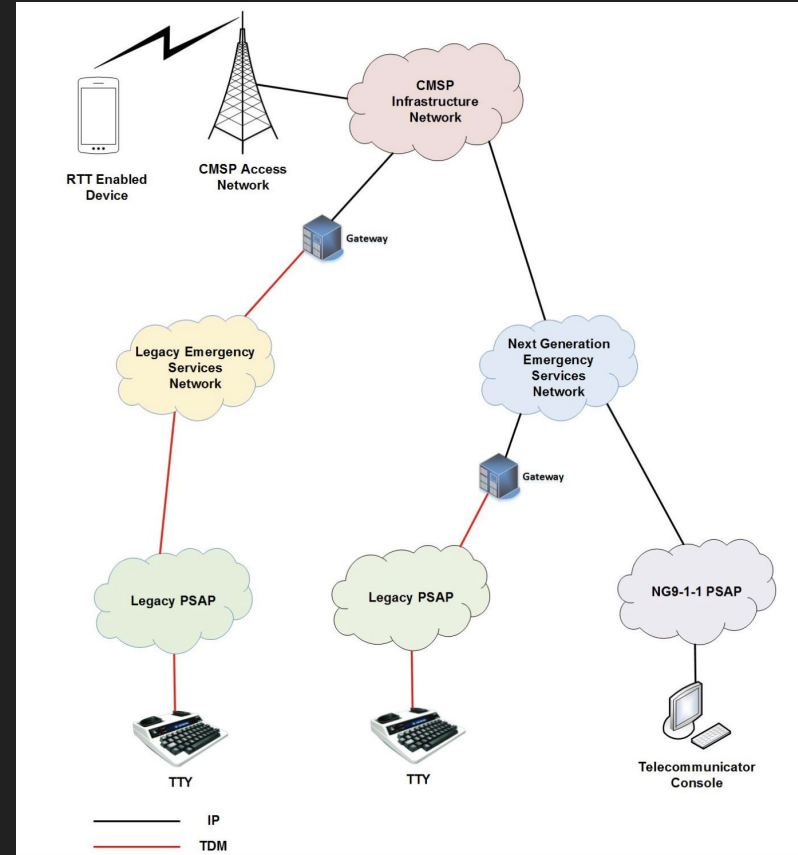 CMSP
Infrastructure
Network
RTT Enabled
Device
CMSP Access
Network
Gateway
Legacy Emergency
Services
Network
Next Generation
Emergency
Services
Network
Gateway
Legacy PSAP
Legacy PSAP
NG9-1-1 PSAP
TTY
TTY
Telecommunicator
Console
IP
TDM